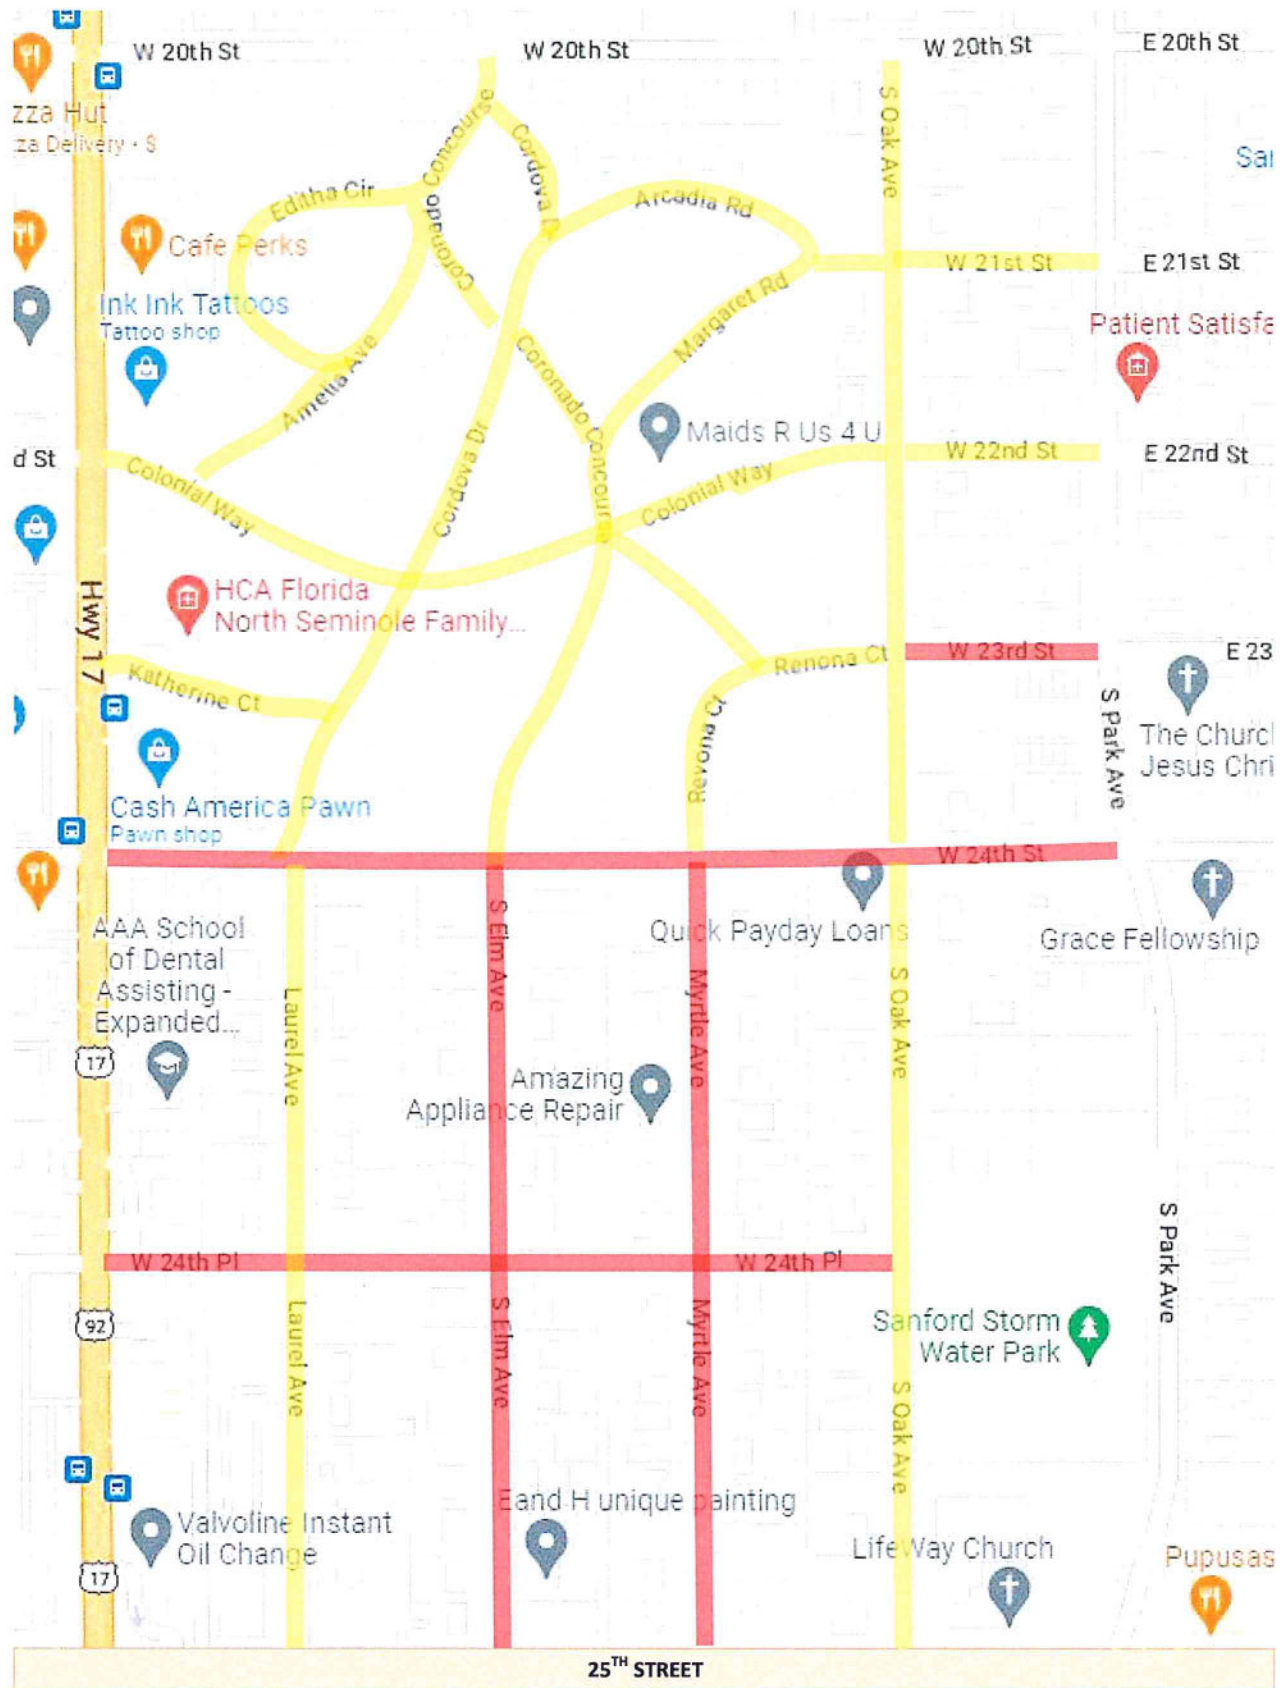 W 20th St
W 20th St
W 20th St
E 20th St
zza Hut
za Delivery · S
Concourse
Cordova D
S Oak Ave
Sai
Editha Cir
Coronado
Arcadia Rd
Cafe Perks
W 21st St
E 21st St
Ink Ink Tattoos
Tattoo shop
Margaret Rd
Patient Satisfa
Amelia Ave
Coronado Concours
Maids R Us 4 U
d St
Colonial Way
Cordova Dr
Colonial Way
W 22nd St
E 22nd St
Hwy 17
HCA Florida
North Seminole Family...
Katherine Ct
Renona Ct
W 23rd St
E 23
Revona Ct
S Park Ave
The Churcl
Jesus Chri
Cash America Pawn
Pawn shop
W 24th St
AAA School
of Dental
Assisting -
Expanded...
S Elm Ave
Quick Payday Loans
Grace Fellowship
Laurel Ave
Myrtle Ave
S Oak Ave
17
Amazing
Appliance Repair
W 24th Pl
W 24th Pl
S Park Ave
92
Laurel Ave
S Elm Ave
Myrtle Ave
Sanford Storm
Water Park
S Oak Ave
Valvoline Instant
Oil Change
Eand H unique painting
LifeWay Church
Pupusas
17
25TH STREET